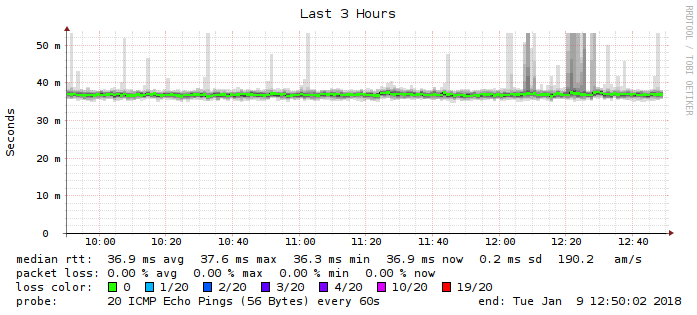 Last 3 Hours
RRDTOOL / TOBI OETIKER
Seconds
50 m
40 m
30 m
20 m
10 m
0
10:00 10:20 10:40 11:00 11:20 11:40 12:00 12:20 12:40
median rtt: 36.9 ms avg 37.6 ms max 36.3 ms min 36.9 ms now 0.2 ms sd 190.2 am/s
packet loss: 0.00 % avg 0.00 % max 0.00 % min 0.00 % now
loss color: 0 1/20 2/20 3/20 4/20 10/20 19/20
probe: 20 ICMP Echo Pings (56 Bytes) every 60s end: Tue Jan 9 12:50:02 2018